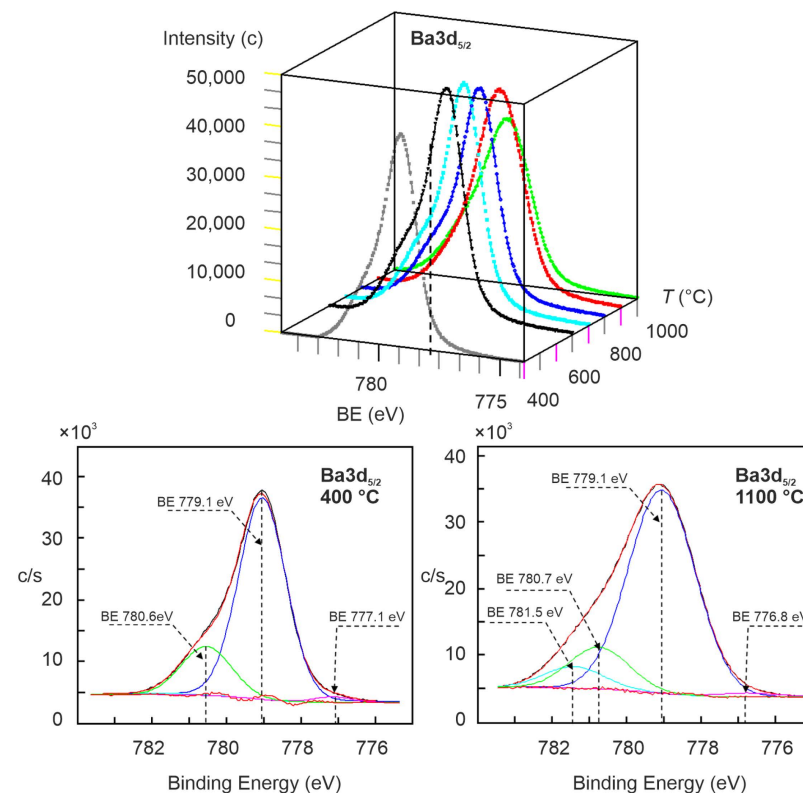 Intensity (c)
Ba3d5/2
50,000
40,000
30,000
20,000
10,000
0
T (°C)
1000
800
600
400
780
775
BE (eV)
×10³
40
30
20
10
0
c/s
Ba3d5/2
400 °C
BE 779.1 eV
BE 780.6eV
BE 777.1 eV
782
780
778
776
Binding Energy (eV)
×10³
40
30
20
10
0
c/s
Ba3d5/2
1100 °C
BE 779.1 eV
BE 780.7 eV
BE 781.5 eV
BE 776.8 eV
782
780
778
776
Binding Energy (eV)